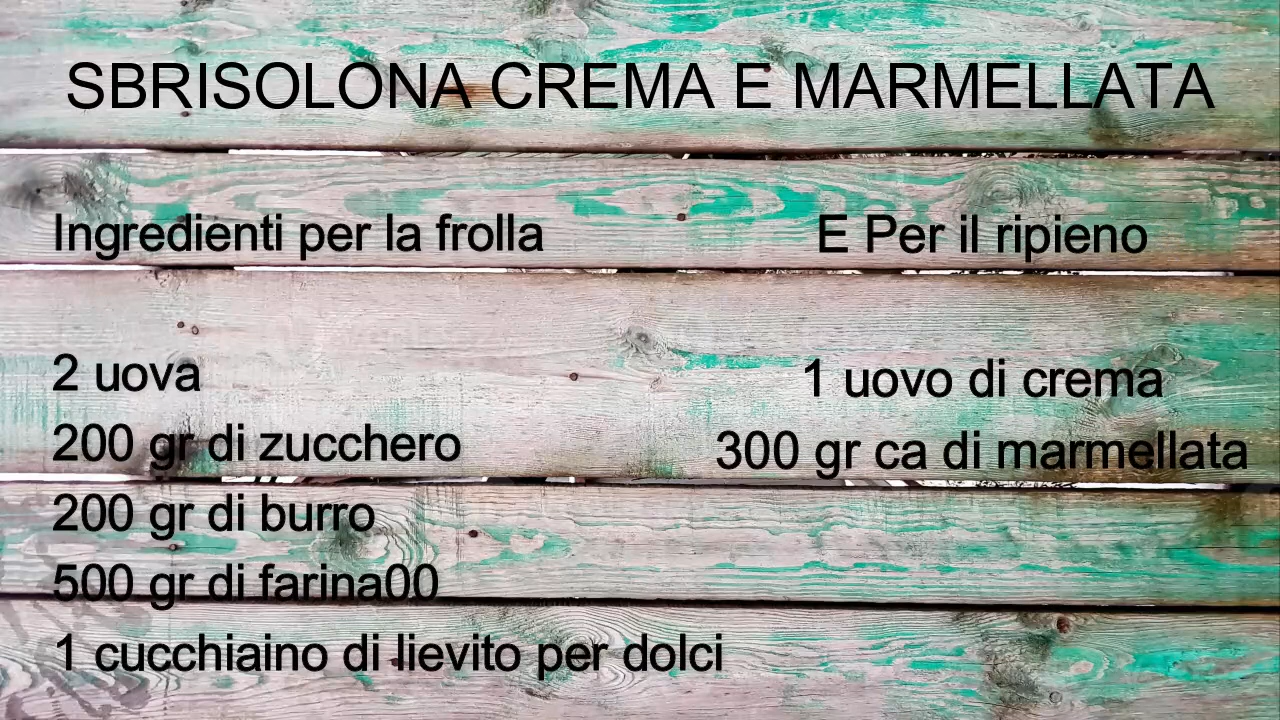 SBRISOLONA CREMA E MARMELLATA
Ingredienti per la frolla
2 uova
200 gr di zucchero
200 gr di burro
500 gr di farina00
1 cucchiaino di lievito per dolci
E Per il ripieno
1 uovo di crema
300 gr ca di marmellata